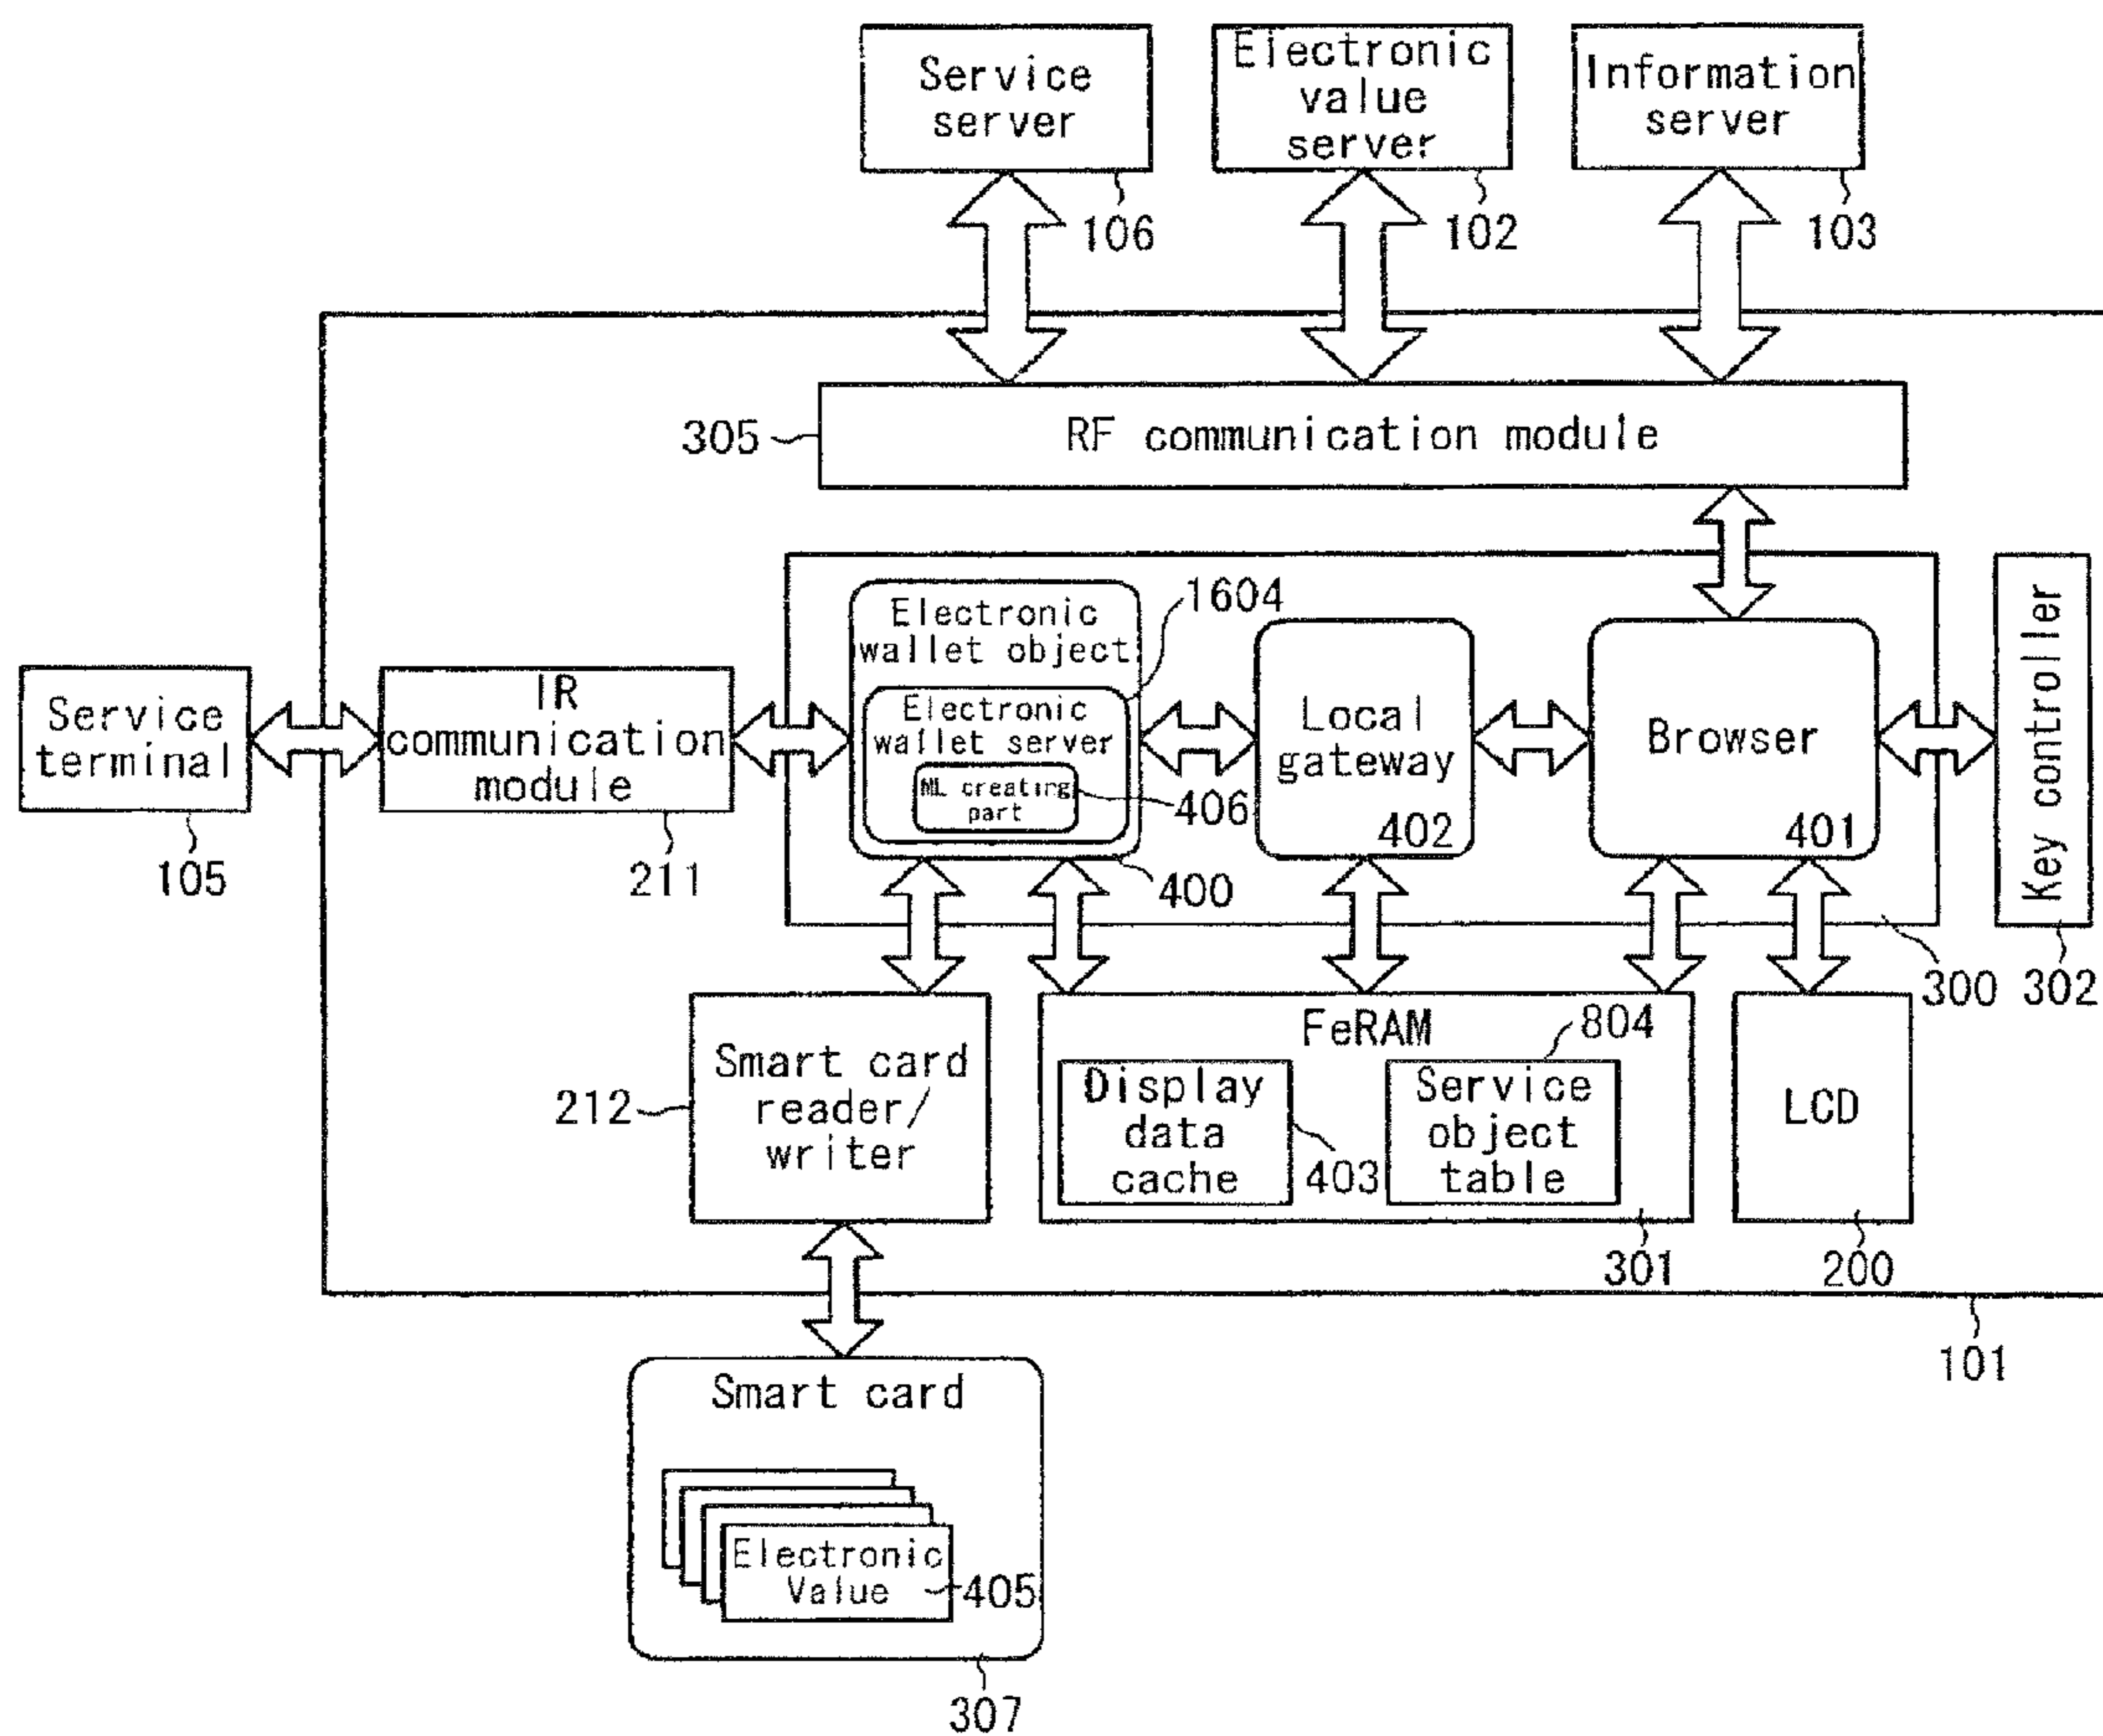 Service
server
Electronic
value
server
Information
server
106
102
103
305
RF communication module
1604
Electronic
wallet object
Electronic
wallet server
ML creating
part
406
400
Local
gateway
402
Browser
401
Key controller
302
300
Service
terminal
105
IR
communication
module
211
Smart card
reader/
writer
212
FeRAM
804
Display
data
cache
403
Service
object
table
301
LCD
200
101
Smart card
Electronic
Value
405
307